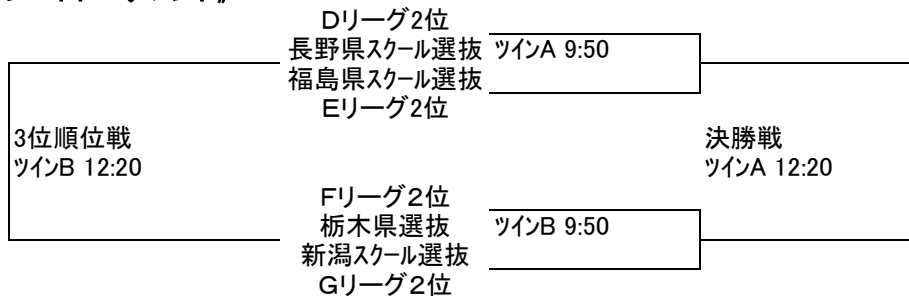 Dリーグ2位
長野県スクール選抜 ツインA 9:50
福島県スクール選抜
Eリーグ2位
3位順位戦
ツインB 12:20
決勝戦
ツインA 12:20
Fリーグ２位
栃木県選抜 ツインB 9:50
新潟スクール選抜
Gリーグ２位